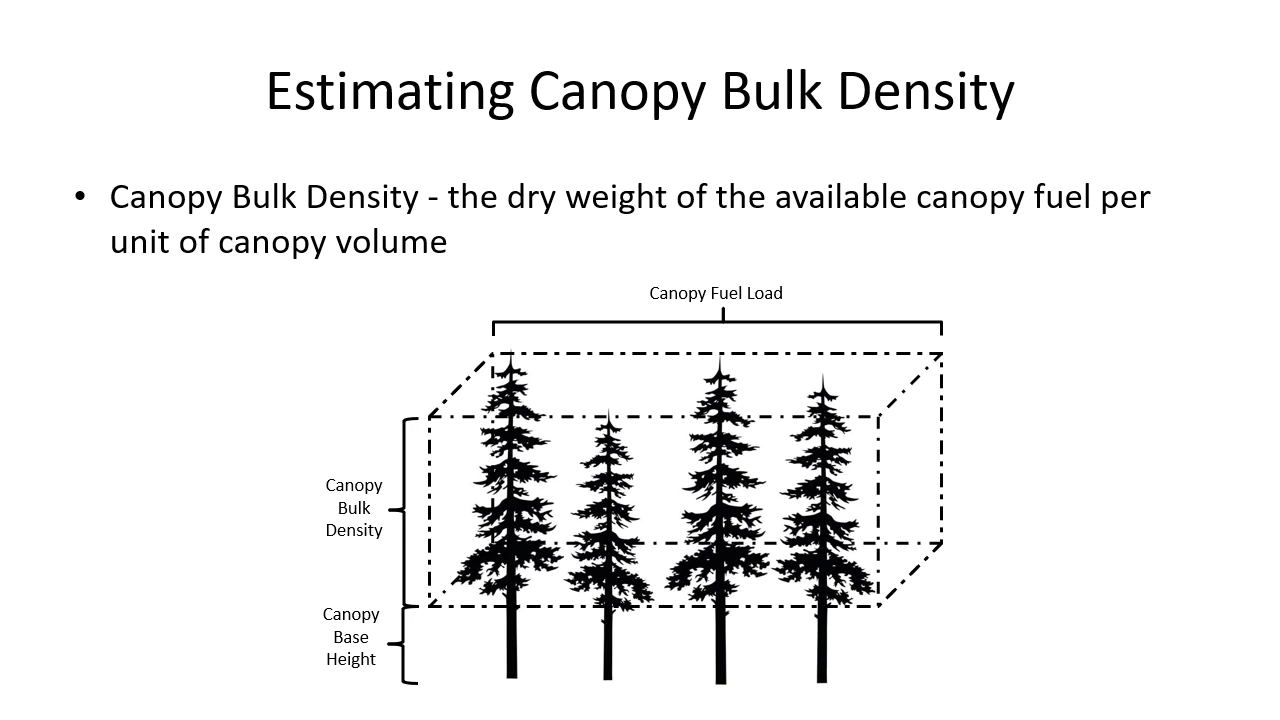 Estimating Canopy Bulk Density
• Canopy Bulk Density - the dry weight of the available canopy fuel per
unit of canopy volume
Canopy Fuel Load
Canopy
Bulk
Density
Canopy
Base
Height